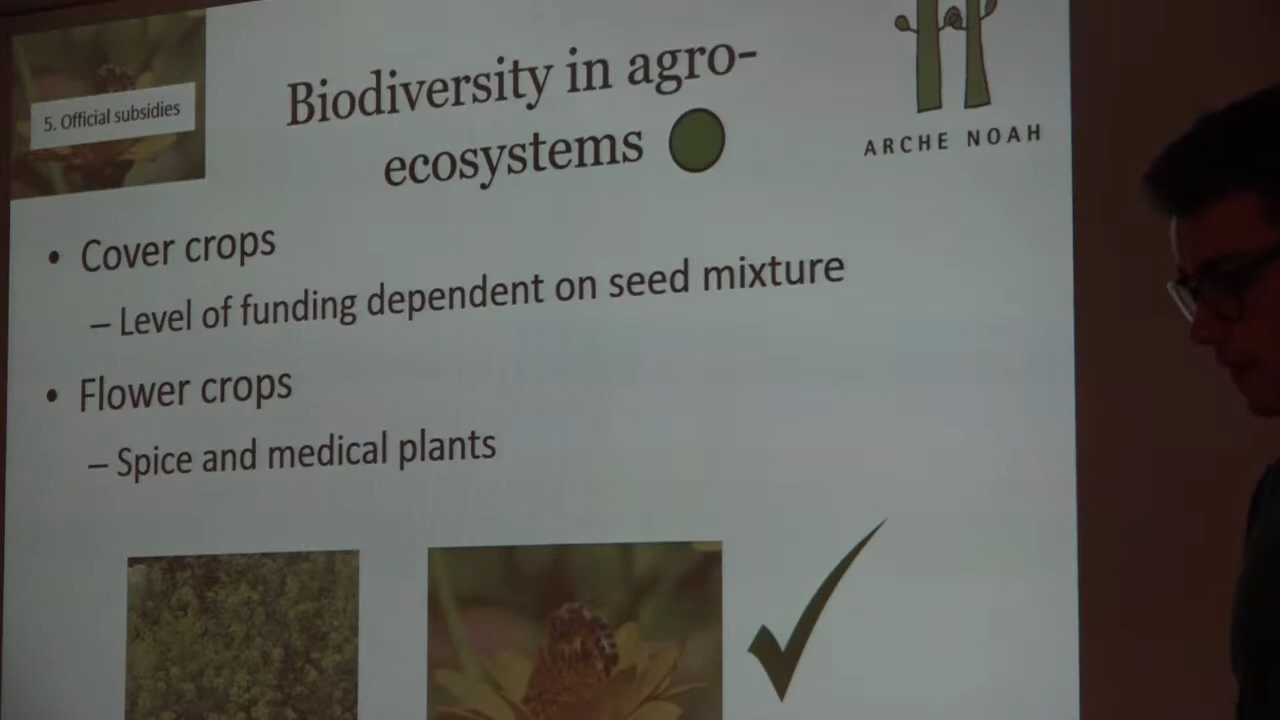 5. Official subsidies
Biodiversity in agro-
ecosystems
ARCHE NOAH
• Cover crops
– Level of funding dependent on seed mixture
• Flower crops
– Spice and medical plants